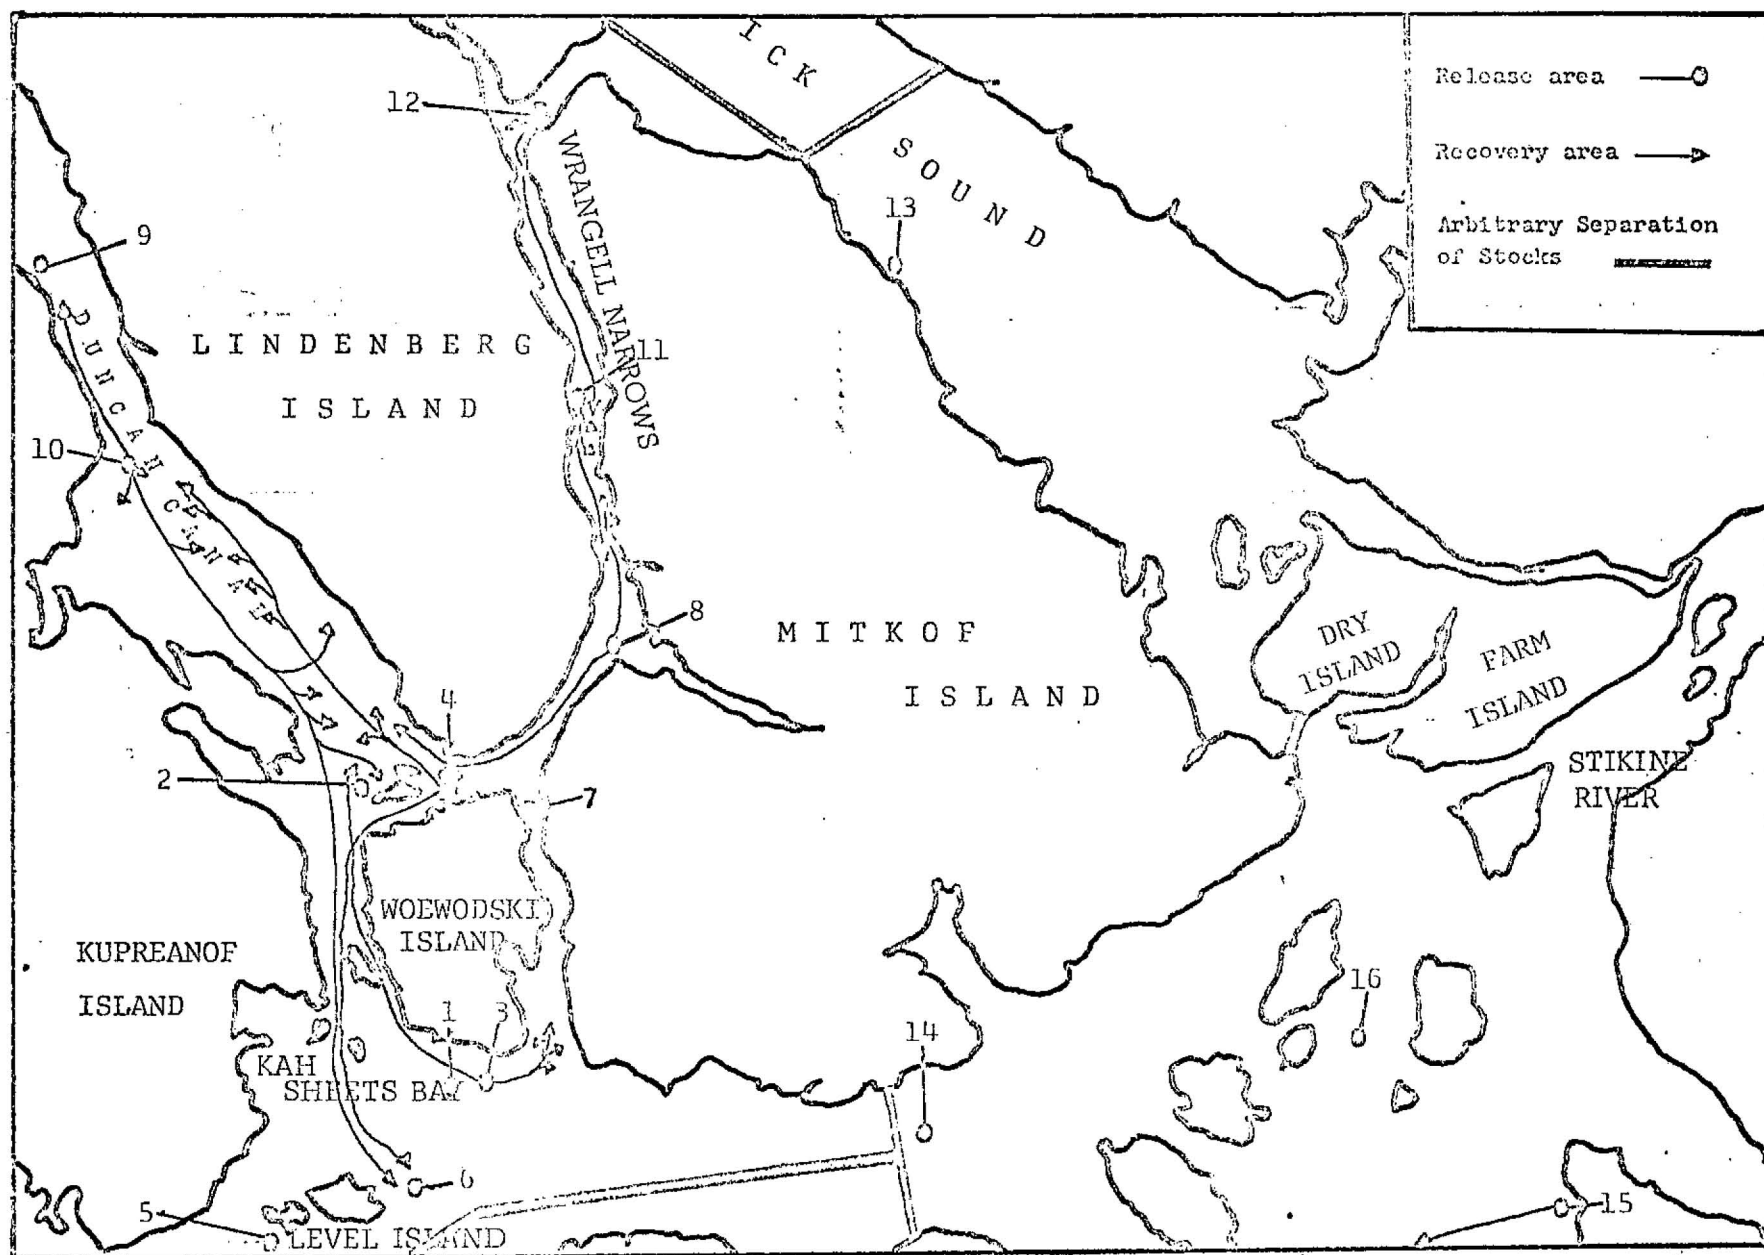 ICK
SOUND
Release area
Recovery area
Arbitrary Separation
of Stocks
12
WRANGELL NARROWS
13
9
DUNCAN CANAL
LINDENBERG
ISLAND
11
10
8
MITKOF
ISLAND
DRY
ISLAND
FARM
ISLAND
4
2
7
STIKINE
RIVER
WOEWODSKI
ISLAND
KUPREANOF
ISLAND
1
3
14
16
KAH
SHEETS BAY
6
5
LEVEL ISLAND
15